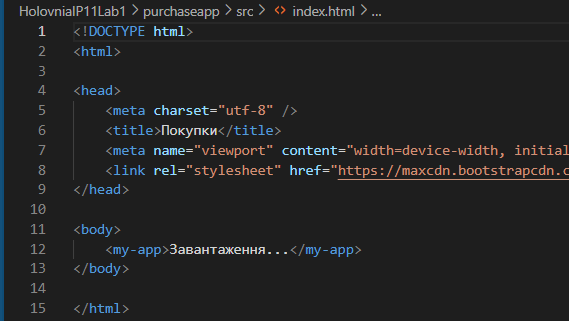 HolovniaIP11Lab1 > purchaseapp > src > <> index.html > ...
1 <!DOCTYPE html>
2 <html>
3
4 <head>
5 <meta charset="utf-8" />
6 <title>Покупки</title>
7 <meta name="viewport" content="width=device-width, initial
8 <link rel="stylesheet" href="https://maxcdn.bootstrapcdn.c
9 </head>
10
11 <body>
12 <my-app>Завантаження...</my-app>
13 </body>
14
15 </html>